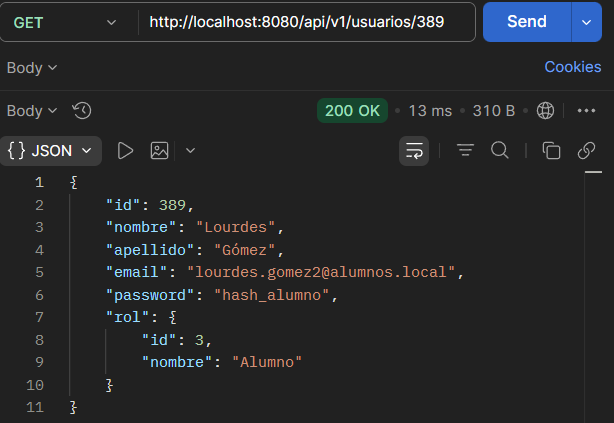 GET http://localhost:8080/api/v1/usuarios/389 Send
Body Cookies
Body 200 OK • 13 ms • 310 B
{} JSON
1 {
2 "id": 389,
3 "nombre": "Lourdes",
4 "apellido": "Gómez",
5 "email": "lourdes.gomez2@alumnos.local",
6 "password": "hash_alumno",
7 "rol": {
8 "id": 3,
9 "nombre": "Alumno"
10 }
11 }